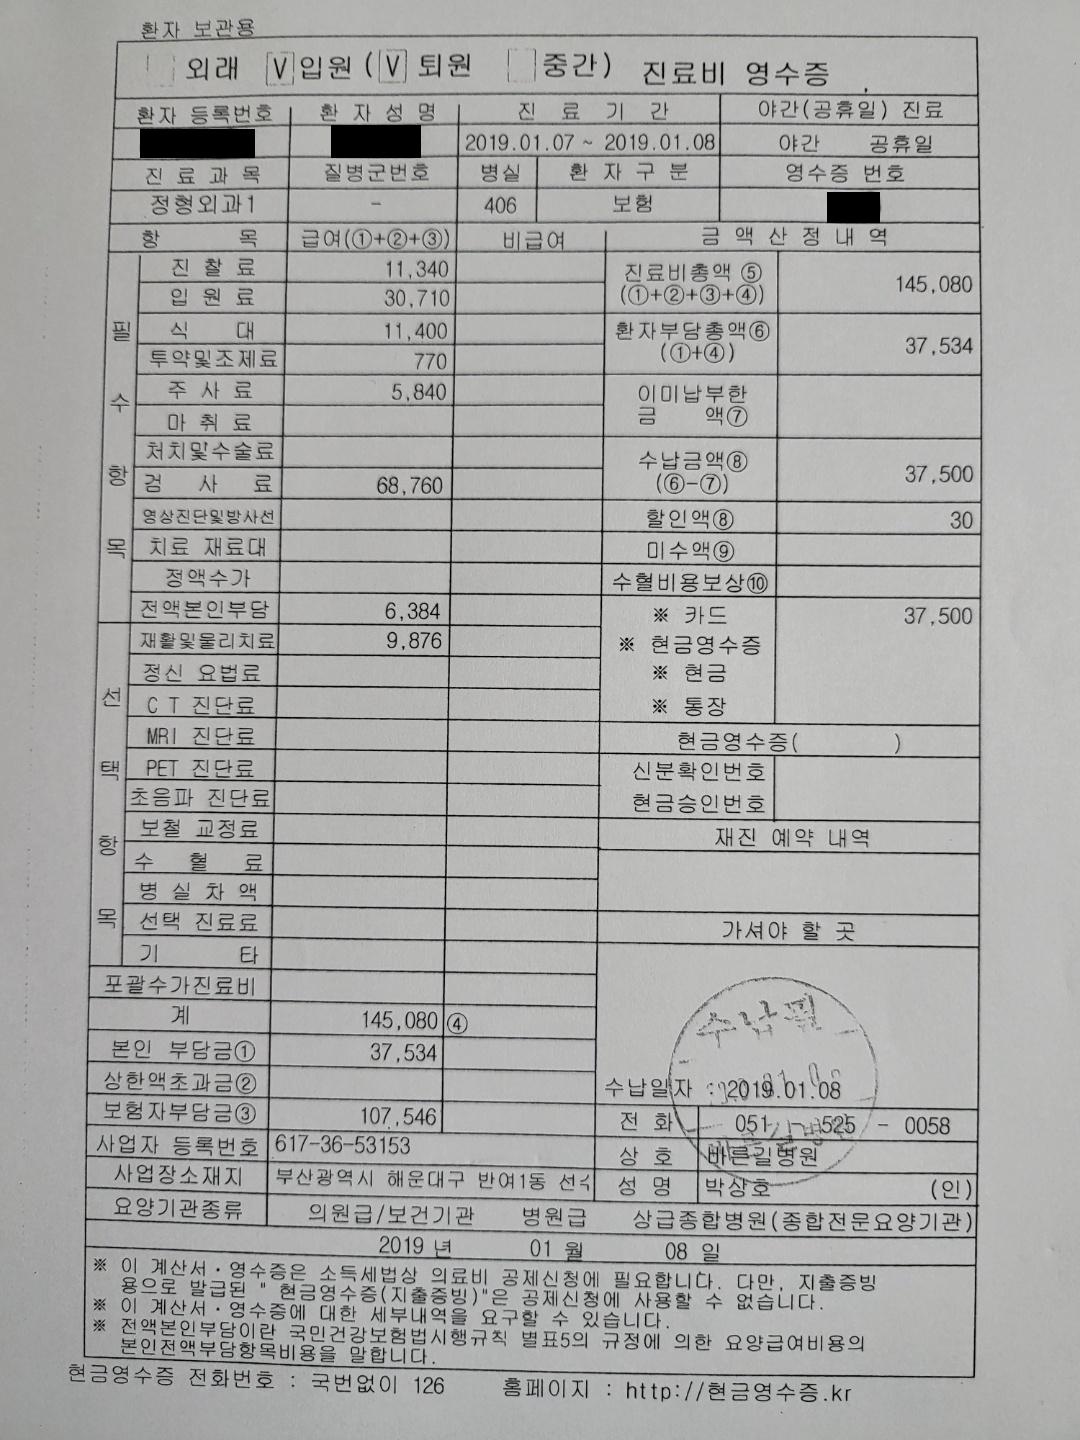 환자 보관용
외래 V 입원 ( V 퇴원 중간) 진료비 영수증
환자 등록번호 환 자 성 명 진 료 기 간 야간(공휴일) 진료
2019.01.07 ~ 2019.01.08 야간 공휴일
진 료 과 목 질병군번호 병실 환 자 구 분 영수증 번호
정형외과1 - 406 보험
항 목 급여(①+②+③) 비급여 금 액 산 정 내 역
필 수 항 목
진 찰 료 11,340
입 원 료 30,710
식 대 11,400
투약및조제료 770
주 사 료 5,840
마 취 료
처치및수술료
검 사 료 68,760
영상진단및방사선
치료 재료대
정액수가
전액본인부담 6,384
선 택 항 목
재활및물리치료 9,876
정신 요법료
C T 진단료
MRI 진단료
PET 진단료
초음파 진단료
보철 교정료
수 혈 료
병 실 차 액
선택 진료료
기 타
포괄수가진료비
계 145,080 ④
본인 부담금① 37,534
상한액초과금②
보험자부담금③ 107,546
진료비총액 ⑤
(①+②+③+④) 145,080
환자부담총액⑥
(①+④) 37,534
이미납부한
금 액⑦
수납금액⑧
(⑥-⑦) 37,500
할인액⑧ 30
미수액⑨
수혈비용보상⑩
※ 카드 37,500
※ 현금영수증
※ 현금
※ 통장
현금영수증( )
신분확인번호
현금승인번호
재진 예약 내역
가셔야 할 곳
수납필
수납일자 : 2019.01.08
전 화 051 - 525 - 0058
사업자 등록번호 617-36-53153 상 호 바른길병원
사업장소재지 부산광역시 해운대구 반여1동 선수 성 명 박상호 (인)
요양기관종류 의원급/보건기관 병원급 상급종합병원(종합전문요양기관)
2019 년 01 월 08 일
※ 이 계산서·영수증은 소득세법상 의료비 공제신청에 필요합니다. 다만, 지출증빙
용으로 발급된 " 현금영수증(지출증빙)"은 공제신청에 사용할 수 없습니다.
※ 이 계산서·영수증에 대한 세부내역을 요구할 수 있습니다.
※ 전액본인부담이란 국민건강보험법시행규칙 별표5의 규정에 의한 요양급여비용의
본인전액부담항목비용을 말합니다.
현금영수증 전화번호 : 국번없이 126 홈페이지 : http://현금영수증.kr